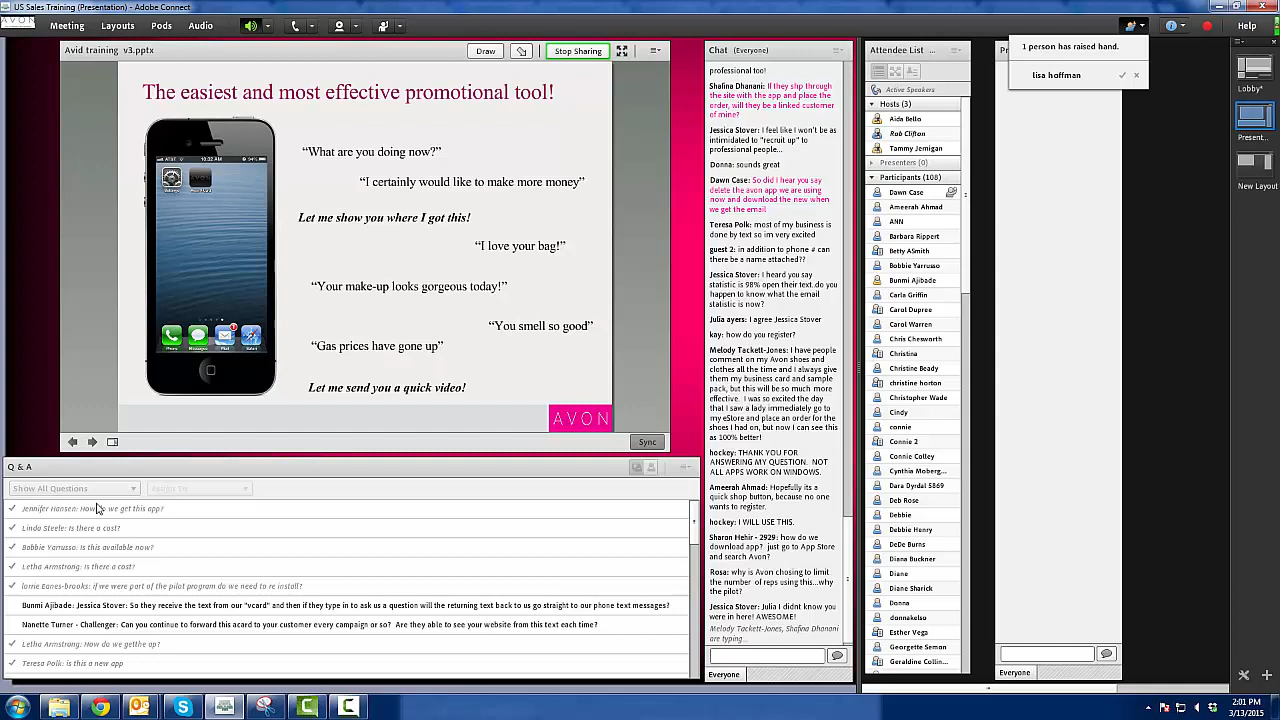 US Sales Training (Presentation) - Adobe Connect
AVON
Meeting
Layouts
Pods
Audio
Help
Avid training v3.pptx
Draw
Stop Sharing
The easiest and most effective promotional tool!
10:32 AM
“What are you doing now?”
“I certainly would like to make more money”
Let me show you where I got this!
“I love your bag!”
“Your make-up looks gorgeous today!”
“You smell so good”
“Gas prices have gone up”
Let me send you a quick video!
AVON
Sync
Q & A
Show All Questions
Assign To
Jennifer Hansen: How do we get this app?
Linda Steele: Is there a cost?
Bobbie Yarrusso: Is this available now?
Letha Armstrong: Is there a cost?
lorrie Eanes-brooks: if we were part of the pilot program do we need to re install?
Bunmi Ajibade: Jessica Stover: So they receive the text from our "vcard" and then if they type in to ask us a question will the returning text back to us go straight to our phone text messages?
Nanette Turner - Challenger: Can you continue to forward this acard to your customer every campaign or so? Are they able to see your website from this text each time?
Letha Armstrong: How do we getthe ap?
Teresa Polk: is this a new app
Chat (Everyone)
professional too!
Shafina Dhanani: If they shp through
the site with the app and place the
order, will they be a linked customer
of mine?
Jessica Stover: I feel like I won't be as
intimidated to "recruit up" to
professional people...
Donna: sounds great
Dawn Case: So did I hear you say
delete the avon app we are using
now and download the new when
we get the email
Teresa Polk: most of my business is
done by text so im very excited
guest 2: in addition to phone # can
there be a name attached??
Jessica Stover: I heard you say
statistic is 98% open their text.do you
happen to know what the email
statistic is now?
Julia ayers: I agree Jessica Stover
kay: how do you register?
Melody Tackett-Jones: I have people
comment on my Avon shoes and
clothes all the time and I always give
them my business card and sample
pack, but this will be so much more
effective. I was so excited the day
that I saw a lady immediately go to
my eStore and place an order for the
shoes I had on, but now I can see this
as 100% better!
hockey: THANK YOU FOR
ANSWERING MY QUESTION. NOT
ALL APPS WORK ON WINDOWS.
Ameerah Ahmad: Hopefully its a
quick shop button, because no one
wants to register.
hockey: I WILL USE THIS.
Sharon Hehir - 2929: how do we
download app? just go to App Store
and search Avon?
Rosa: why is Avon chosing to limit
the number of reps using this...why
the pilot?
Jessica Stover: Julia I didnt know you
were in here! AWESOME!
Melody Tackett-Jones, Shafina Dhanani
are typing...
Everyone
Attendee List ...
Active Speakers
Hosts (3)
Aida Bello
Rob Clifton
Tammy Jernigan
Presenters (0)
Participants (108)
Dawn Case
Ameerah Ahmad
ANN
Barbara Rippert
Betty ASmith
Bobbie Yarrusso
Bunmi Ajibade
Carla Griffin
Carol Dupree
Carol Warren
Chris Chesworth
Christina
Christine Beady
christine horton
Christopher Wade
Cindy
connie
Connie 2
Connie Colley
Cynthia Moberg...
Dara Dyrdal 5869
Deb Rose
Debbie
Debbie Henry
DeDe Burns
Diana Buckner
Diane
Diane Sharick
Donna
donnakelso
Esther Vega
Georgette Semon
Geraldine Collin...
1 person has raised hand.
lisa hoffman
Everyone
Lobby*
Present...
New Layout
2:01 PM
3/13/2015